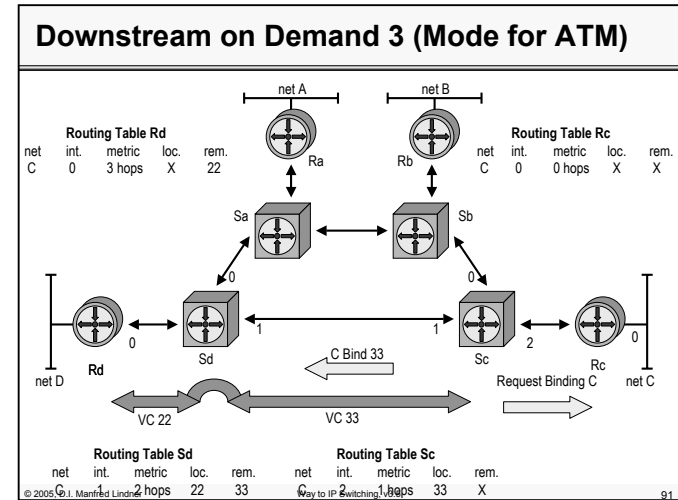 Downstream on Demand 3 (Mode for ATM)
net A
net B
Routing Table Rd
net int. metric loc. rem.
C 0 3 hops X 22
Routing Table Rc
net int. metric loc. rem.
C 0 0 hops X X
Ra
Rb
Sa
Sb
0
0
0
1
1
2
0
Rd
Sd
Sc
Rc
net D
net C
C Bind 33
Request Binding C
VC 22
VC 33
Routing Table Sd
net int. metric loc. rem.
C 1 2 hops 22 33
Routing Table Sc
net int. metric loc. rem.
C 2 1 hops 33 X
© 2005, D.I. Manfred Lindner
Way to IP Switching,
91